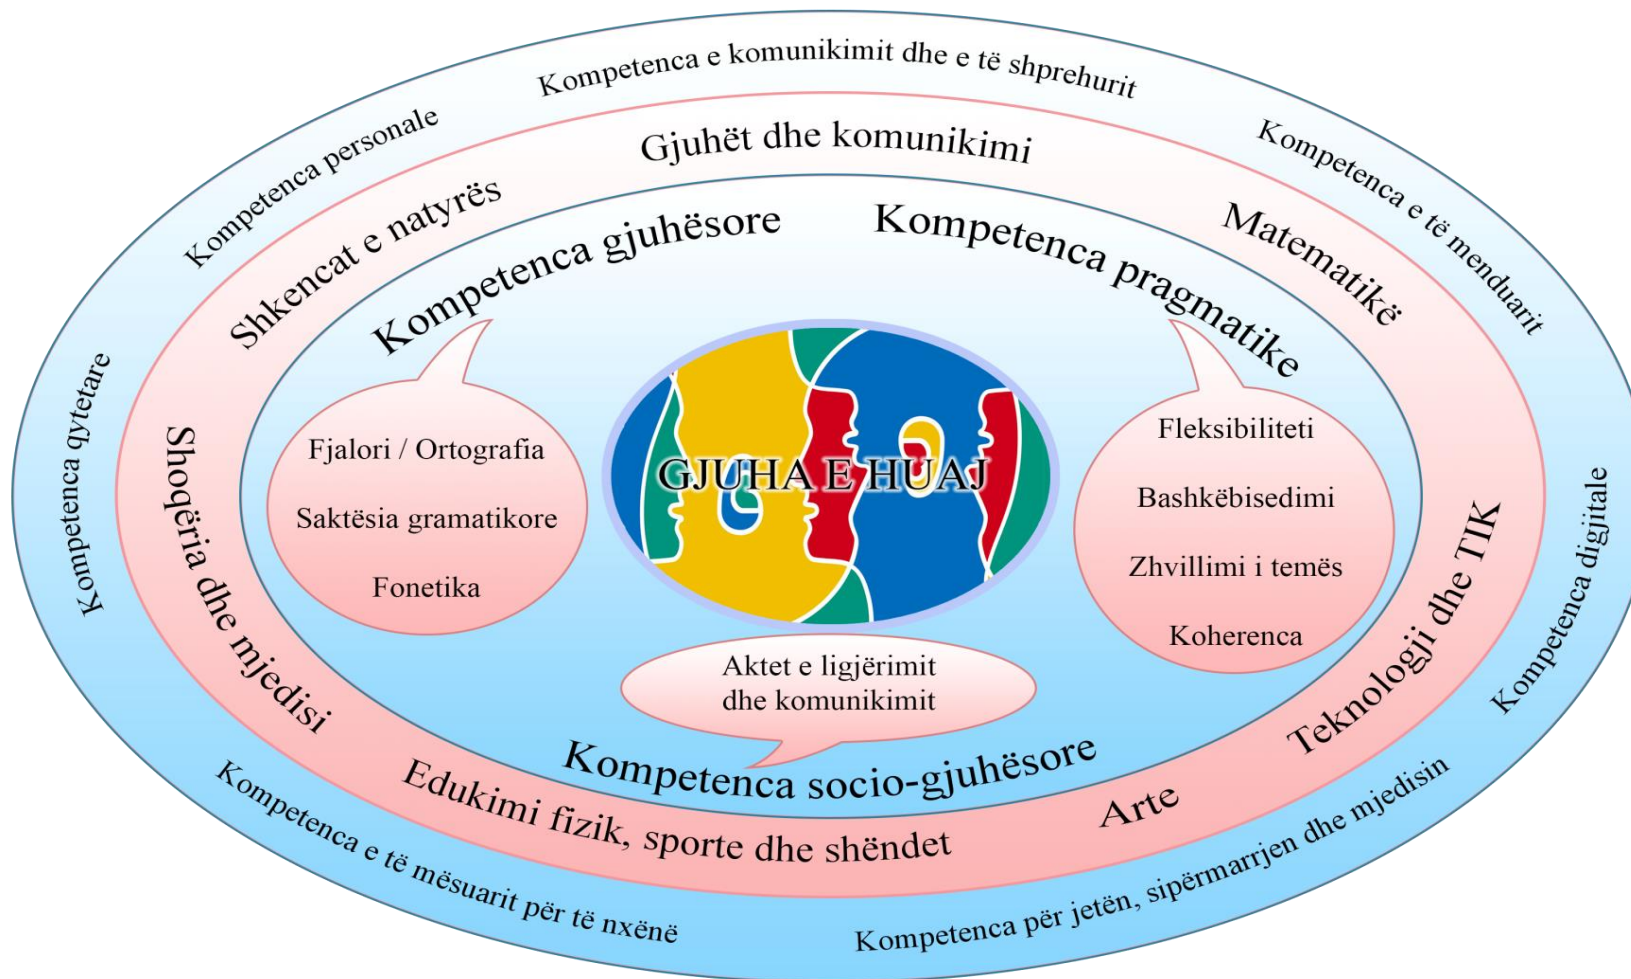 Kompetenca e komunikimit dhe e të shprehurit
Kompetenca personale
Kompetenca e të menduarit
Kompetenca qytetare
Kompetenca digjitale
Kompetenca e të mësuarit për të nxënë
Kompetenca për jetën, sipërmarrjen dhe mjedisin
Gjuhët dhe komunikimi
Shkencat e natyrës
Matematikë
Shoqëria dhe mjedisi
Teknologji dhe TIK
Edukimi fizik, sporte dhe shëndet
Arte
Kompetenca gjuhësore
Kompetenca pragmatike
Fjalori / Ortografia
Saktësia gramatikore
Fonetika
GJUHA E HUAJ
Fleksibiliteti
Bashkëbisedimi
Zhvillimi i temës
Koherenca
Aktet e ligjërimit
dhe komunikimit
Kompetenca socio-gjuhësore